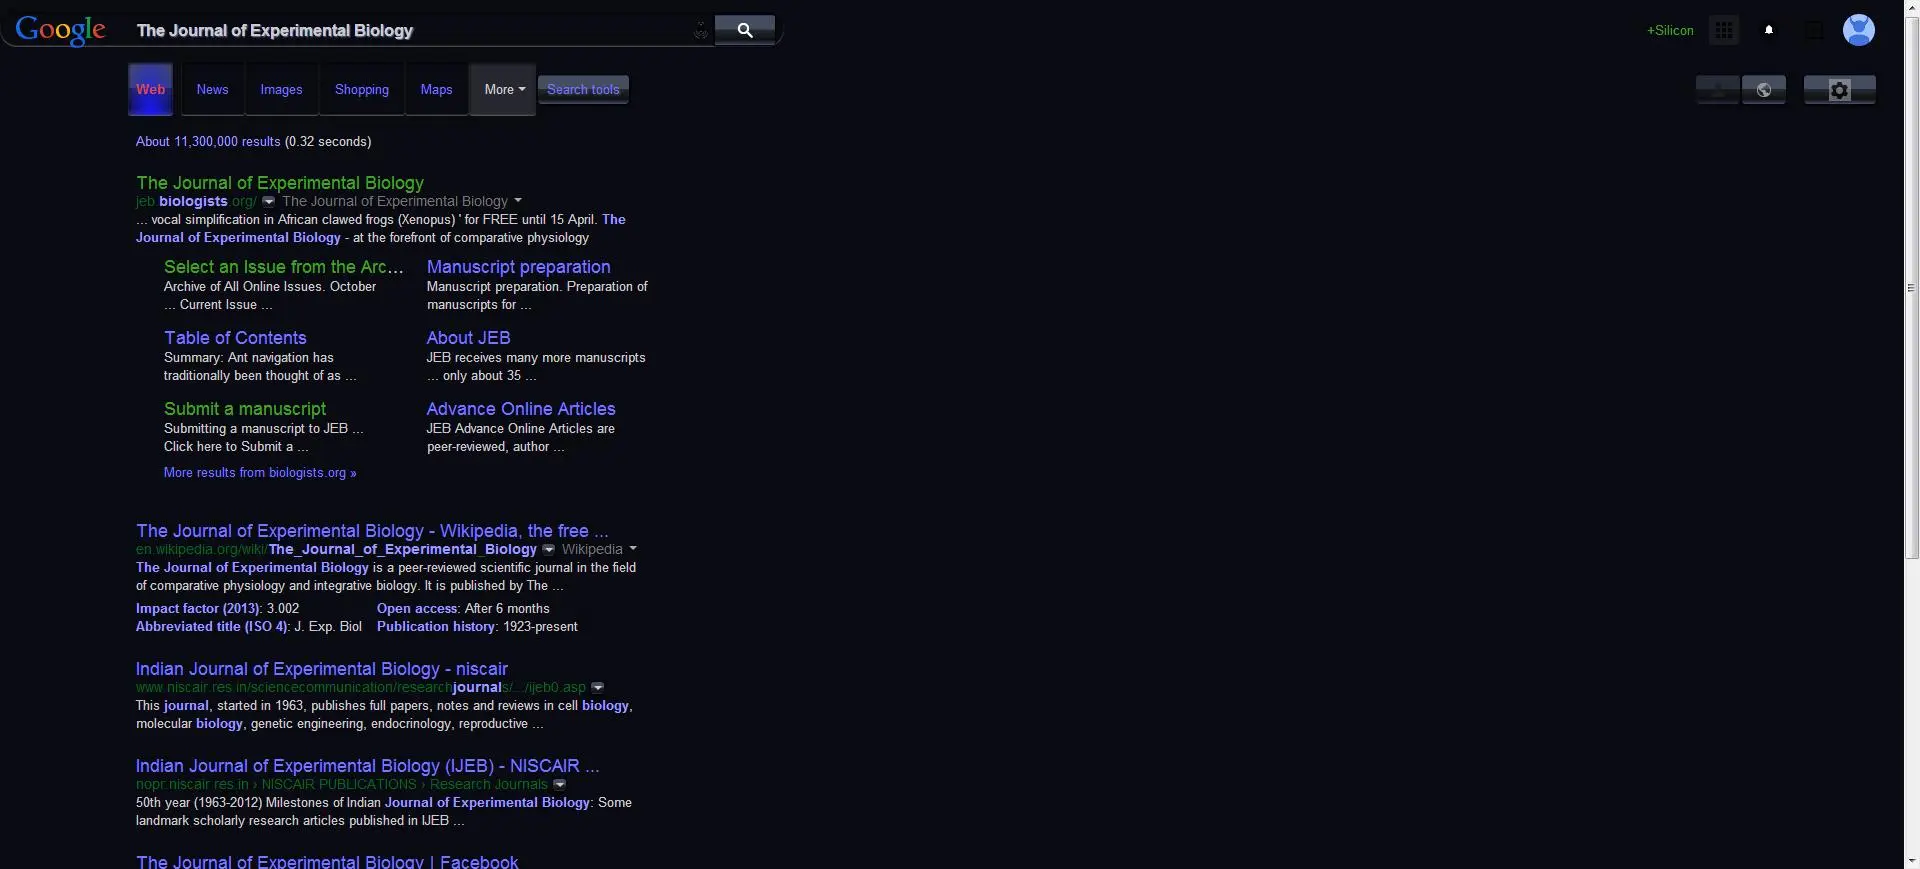 Google The Journal of Experimental Biology +Silicon
Web News Images Shopping Maps More Search tools
About 11,300,000 results (0.32 seconds)
The Journal of Experimental Biology
jeb.biologists.org/ The Journal of Experimental Biology
... vocal simplification in African clawed frogs (Xenopus) ' for FREE until 15 April. The
Journal of Experimental Biology - at the forefront of comparative physiology
Select an Issue from the Arc...
Archive of All Online Issues. October
... Current Issue ...
Manuscript preparation
Manuscript preparation. Preparation of
manuscripts for ...
Table of Contents
Summary: Ant navigation has
traditionally been thought of as ...
About JEB
JEB receives many more manuscripts
... only about 35 ...
Submit a manuscript
Submitting a manuscript to JEB ...
Click here to Submit a ...
Advance Online Articles
JEB Advance Online Articles are
peer-reviewed, author ...
More results from biologists.org »
The Journal of Experimental Biology - Wikipedia, the free ...
en.wikipedia.org/wiki/The_Journal_of_Experimental_Biology Wikipedia
The Journal of Experimental Biology is a peer-reviewed scientific journal in the field
of comparative physiology and integrative biology. It is published by The ...
Impact factor (2013): 3.002 Open access: After 6 months
Abbreviated title (ISO 4): J. Exp. Biol Publication history: 1923-present
Indian Journal of Experimental Biology - niscair
www.niscair.res.in/sciencecommunication/researchjournals/.../ijeb0.asp
This journal, started in 1963, publishes full papers, notes and reviews in cell biology,
molecular biology, genetic engineering, endocrinology, reproductive ...
Indian Journal of Experimental Biology (IJEB) - NISCAIR ...
nopr.niscair.res.in › NISCAIR PUBLICATIONS › Research Journals
50th year (1963-2012) Milestones of Indian Journal of Experimental Biology: Some
landmark scholarly research articles published in IJEB ...
The Journal of Experimental Biology | Facebook